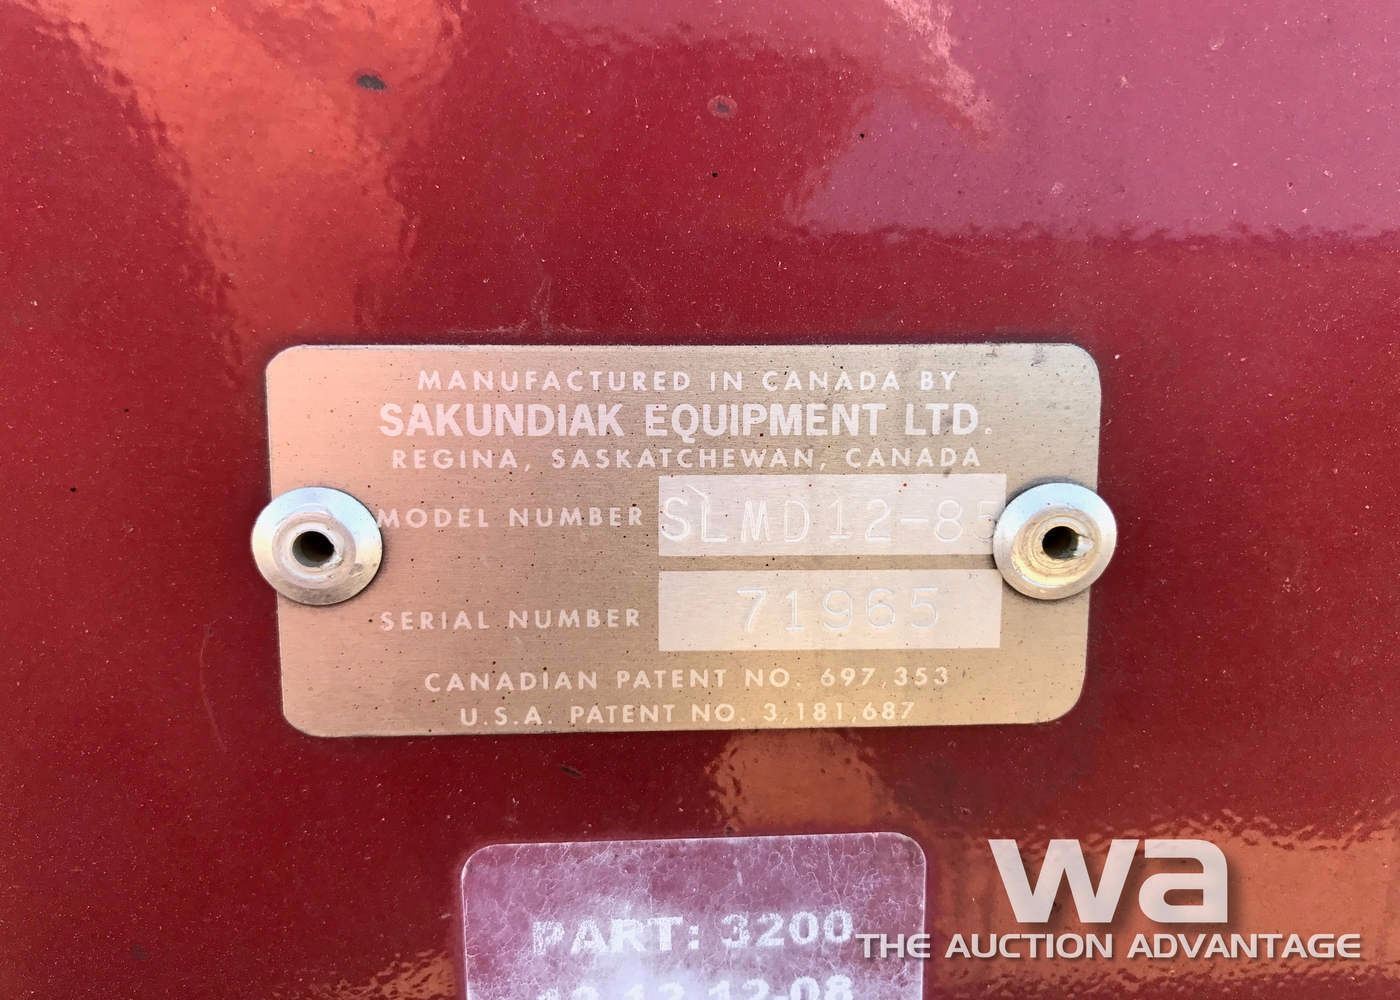 MANUFACTURED IN CANADA BY
SAKUNDIAK EQUIPMENT LTD.
REGINA, SASKATCHEWAN, CANADA
MODEL NUMBER SLMD12-85
SERIAL NUMBER 71965
CANADIAN PATENT NO. 697,353
U.S.A. PATENT NO. 3,181,687
PART: 3200
wa
THE AUCTION ADVANTAGE